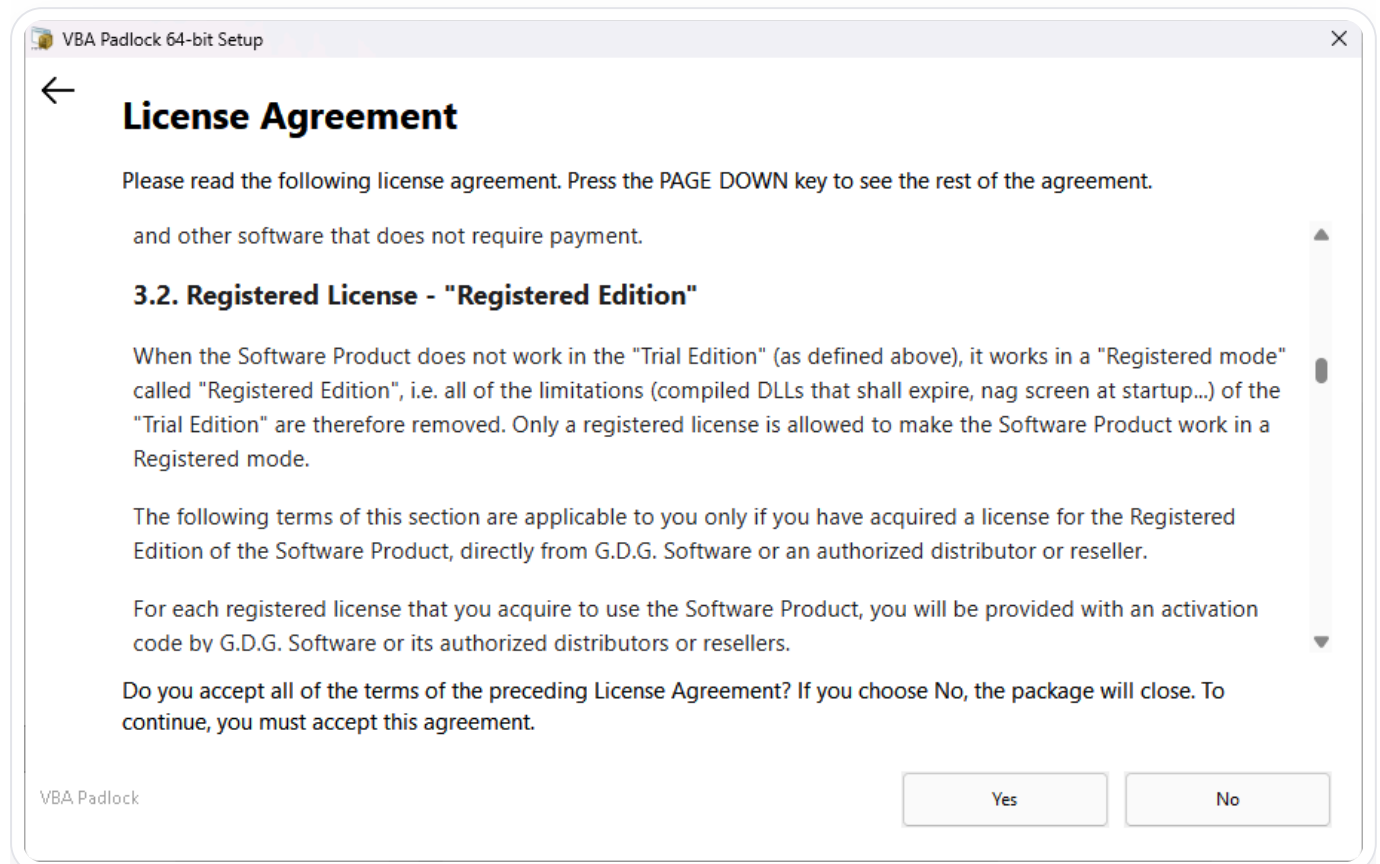 VBA Padlock 64-bit Setup
License Agreement
Please read the following license agreement. Press the PAGE DOWN key to see the rest of the agreement.
and other software that does not require payment.
3.2. Registered License - "Registered Edition"
When the Software Product does not work in the "Trial Edition" (as defined above), it works in a "Registered mode"
called "Registered Edition", i.e. all of the limitations (compiled DLLs that shall expire, nag screen at startup...) of the
"Trial Edition" are therefore removed. Only a registered license is allowed to make the Software Product work in a
Registered mode.
The following terms of this section are applicable to you only if you have acquired a license for the Registered
Edition of the Software Product, directly from G.D.G. Software or an authorized distributor or reseller.
For each registered license that you acquire to use the Software Product, you will be provided with an activation
code by G.D.G. Software or its authorized distributors or resellers.
Do you accept all of the terms of the preceding License Agreement? If you choose No, the package will close. To
continue, you must accept this agreement.
VBA Padlock
Yes
No